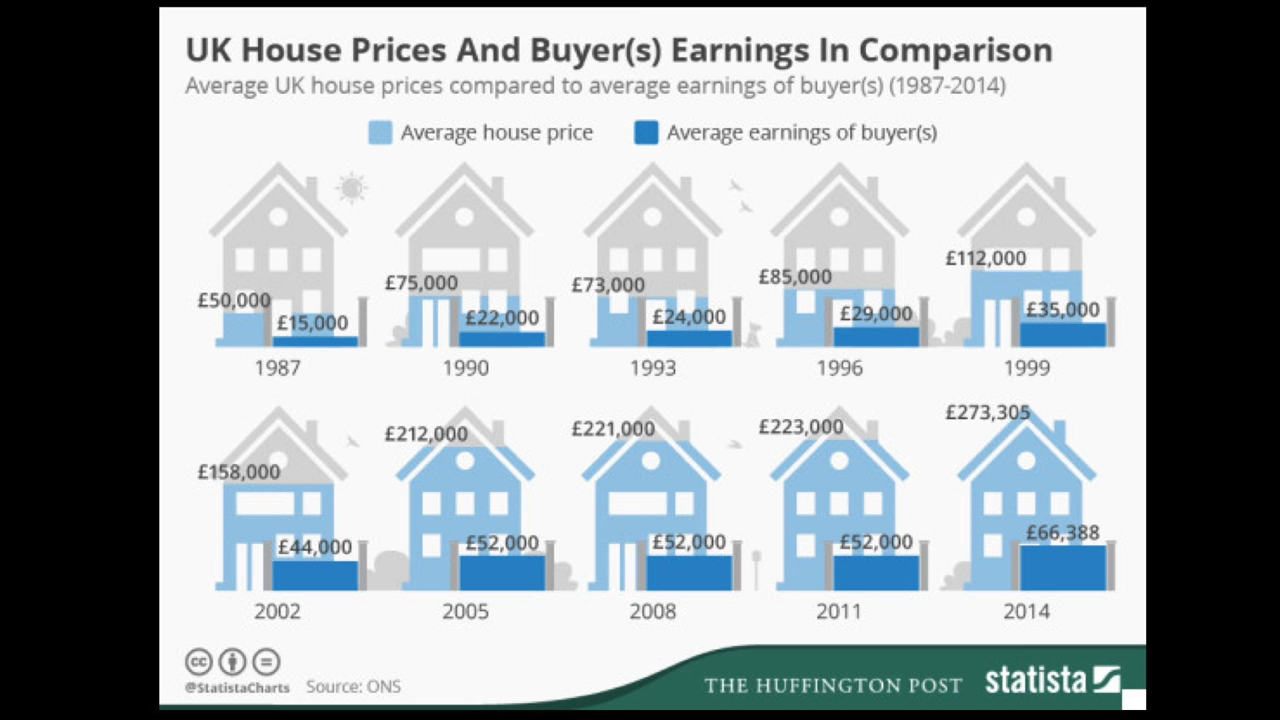 UK House Prices And Buyer(s) Earnings In Comparison
Average UK house prices compared to average earnings of buyer(s) (1987-2014)
Average house price Average earnings of buyer(s)
£50,000 £15,000 1987
£75,000 £22,000 1990
£73,000 £24,000 1993
£85,000 £29,000 1996
£112,000 £35,000 1999
£158,000 £44,000 2002
£212,000 £52,000 2005
£221,000 £52,000 2008
£223,000 £52,000 2011
£273,305 £66,388 2014
cc
@StatistaCharts Source: ONS
THE HUFFINGTON POST statista